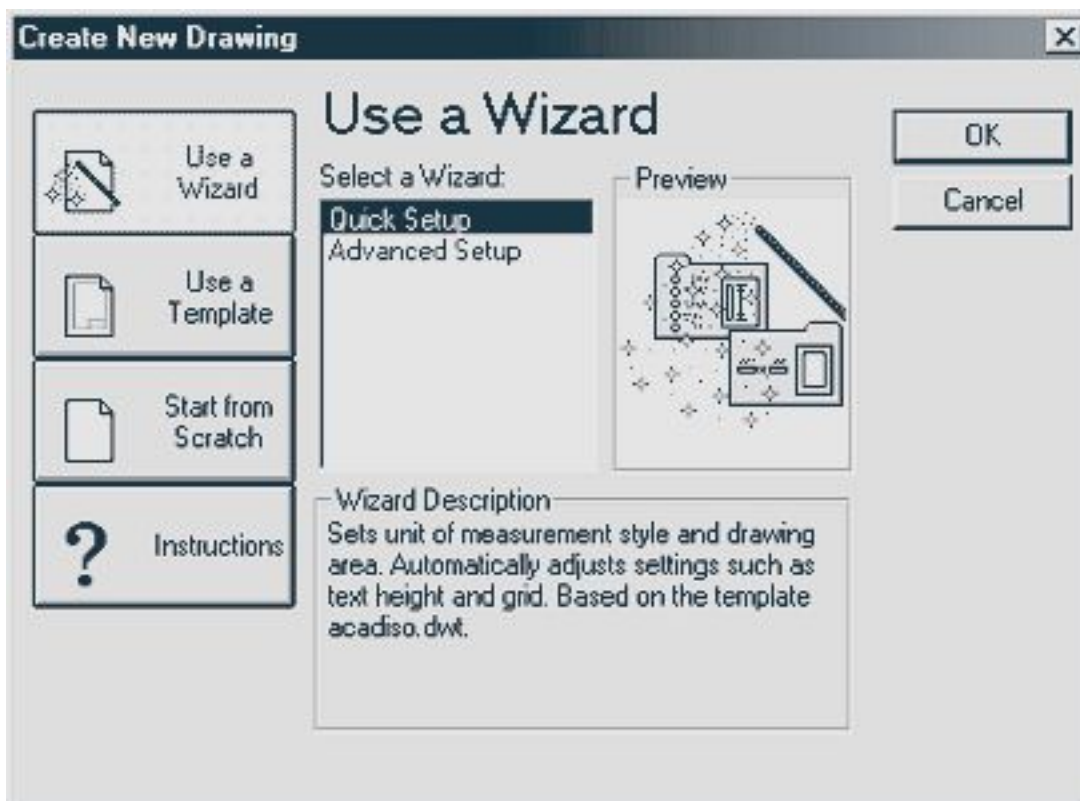 Create New Drawing
Use a
Wizard
Use a
Template
Start from
Scratch
?
Instructions
Use a Wizard
Select a Wizard:
Quick Setup
Advanced Setup
Preview
Wizard Description
Sets unit of measurement style and drawing
area. Automatically adjusts settings such as
text height and grid. Based on the template
acadiso.dwt.
OK
Cancel